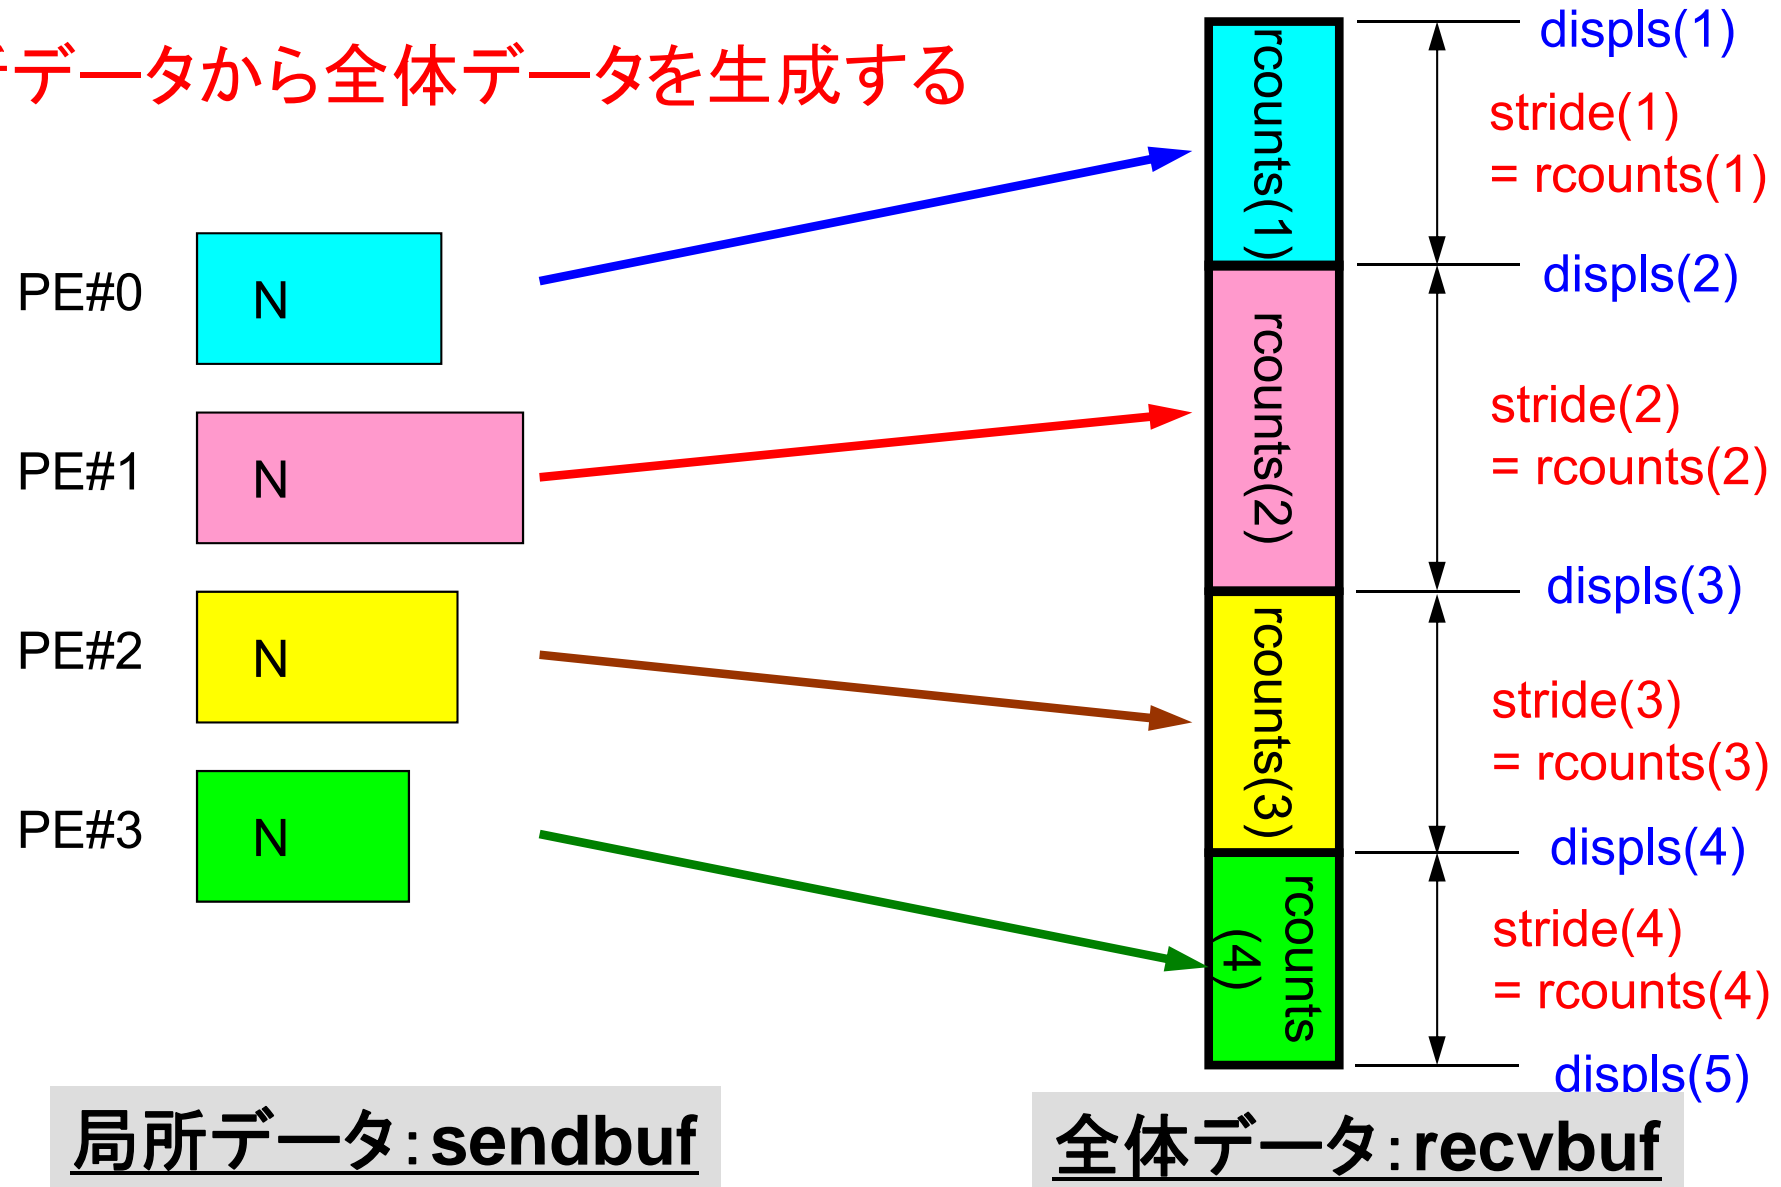 データから全体データを生成する
PE#0
N
PE#1
N
PE#2
N
PE#3
N
局所データ:sendbuf
rcounts(1)
rcounts(2)
rcounts(3)
rcounts
(4)
displs(1)
stride(1)
= rcounts(1)
displs(2)
stride(2)
= rcounts(2)
displs(3)
stride(3)
= rcounts(3)
displs(4)
stride(4)
= rcounts(4)
displs(5)
全体データ:recvbuf